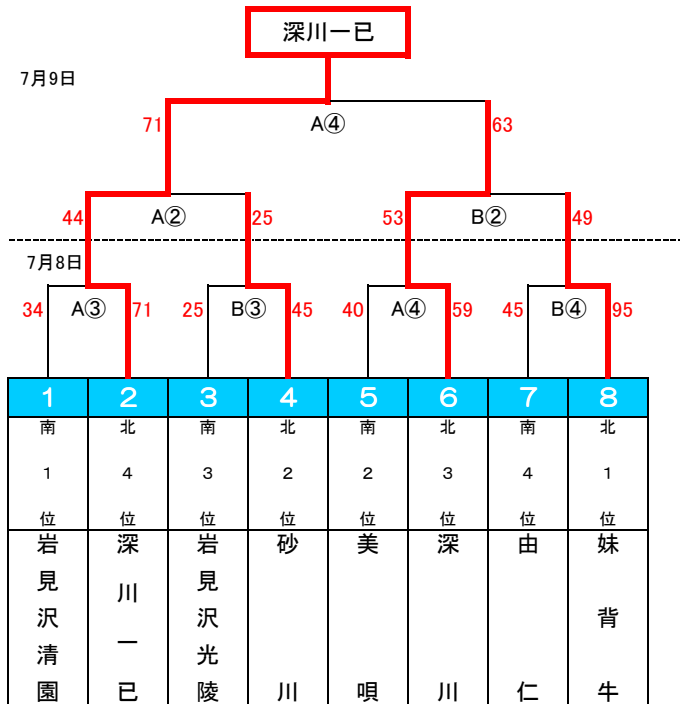 深川一已
7月9日
71 A④ 63
44 A② 25 53 B② 49
7月8日
34 A③ 71 25 B③ 45 40 A④ 59 45 B④ 95
1 2 3 4 5 6 7 8
南1位 北4位 南3位 北2位 南2位 北3位 南4位 北1位
岩見沢清園 深川一已 岩見沢光陵 砂川 美唄 深川 由仁 妹背牛